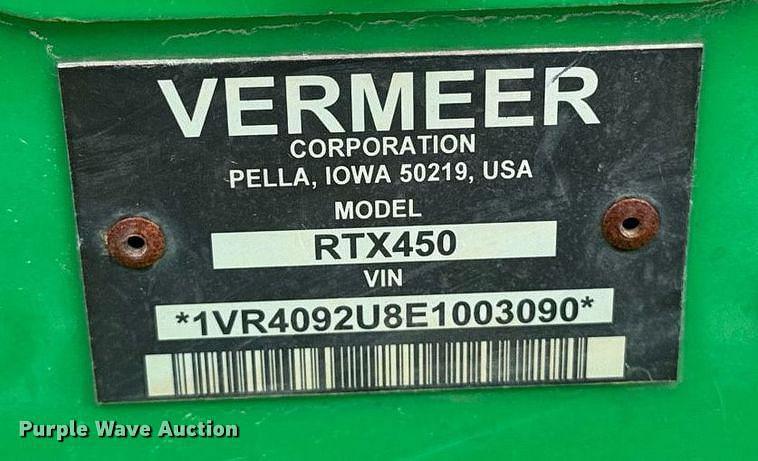 VERMEER
CORPORATION
PELLA, IOWA 50219, USA
MODEL
RTX450
VIN
*1VR4092U8E1003090*
Purple Wave Auction